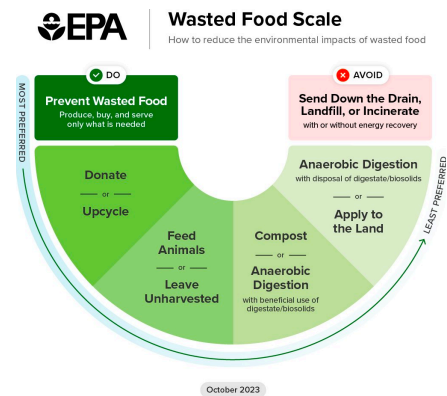 EPA
Wasted Food Scale
How to reduce the environmental impacts of wasted food
DO
Prevent Wasted Food
Produce, buy, and serve
only what is needed
AVOID
Send Down the Drain,
Landfill, or Incinerate
with or without energy recovery
MOST PREFERRED
Donate
or
Upcycle
Feed
Animals
or
Leave
Unharvested
Compost
or
Anaerobic
Digestion
with beneficial use of
digestate/biosolids
Anaerobic Digestion
with disposal of digestate/biosolids
or
Apply to
the Land
LEAST PREFERRED
October 2023